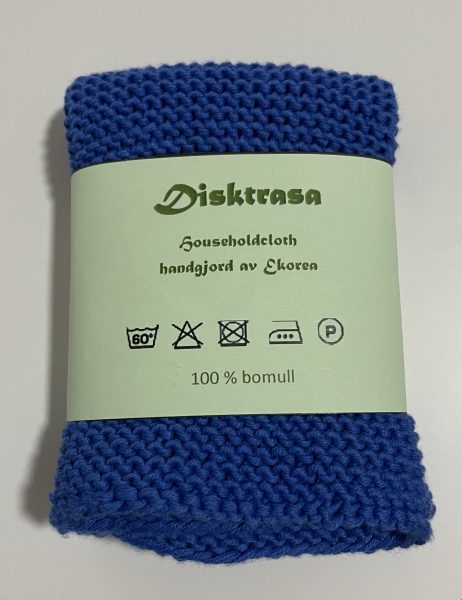 Disktrasa
Householdcloth
handgjord av Ekorea
60° P
100 % bomull